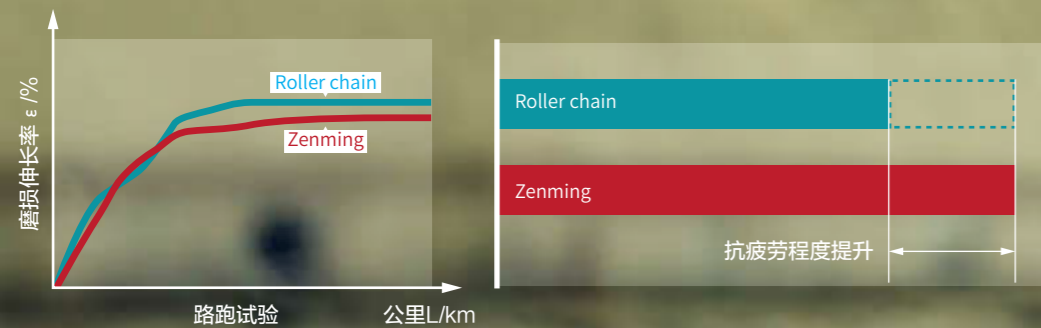 磨损伸长率 ε /%
Roller chain
Zenming
路跑试验
公里L/km
Roller chain
Zenming
抗疲劳程度提升